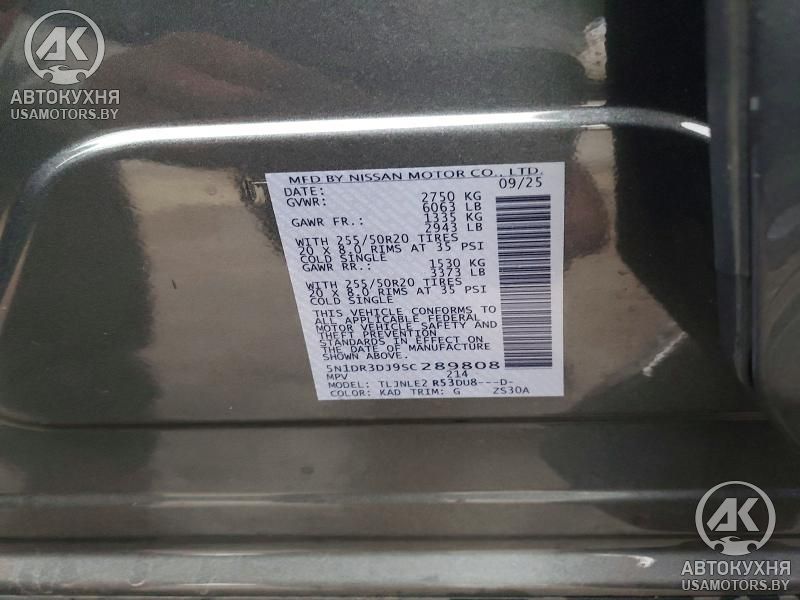 AK
АВТОКУХНЯ
USAMOTORS.BY
MFD BY NISSAN MOTOR CO., LTD.
DATE: 09/25
GVWR: 2750 KG
6063 LB
GAWR FR.: 1335 KG
2943 LB
WITH 255/50R20 TIRES
20 X 8.0 RIMS AT 35 PSI
COLD SINGLE
GAWR RR.: 1530 KG
3373 LB
WITH 255/50R20 TIRES
20 X 8.0 RIMS AT 35 PSI
COLD SINGLE
THIS VEHICLE CONFORMS TO
ALL APPLICABLE FEDERAL
MOTOR VEHICLE SAFETY AND
THEFT PREVENTION
STANDARDS IN EFFECT ON
THE DATE OF MANUFACTURE
SHOWN ABOVE.
5N1DR3DJ9SC289808
MPV 214
MODEL: TLJNLE2 R53DU8---D-
COLOR: KAD TRIM: G ZS30A
AK
АВТОКУХНЯ
USAMOTORS.BY